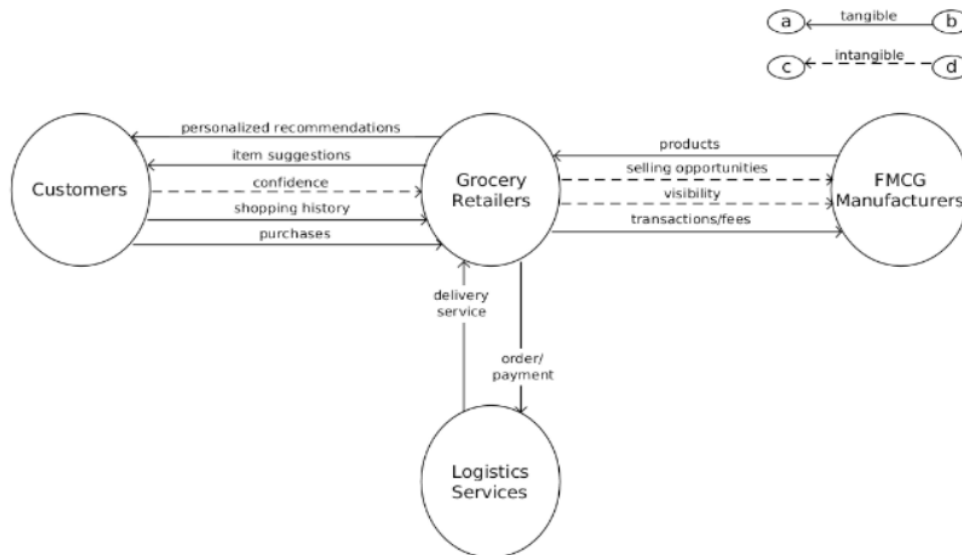 a
tangible
b
c
intangible
d
personalized recommendations
item suggestions
confidence
shopping history
purchases
Customers
Grocery
Retailers
products
selling opportunities
visibility
transactions/fees
FMCG
Manufacturers
delivery
service
order/
payment
Logistics
Services